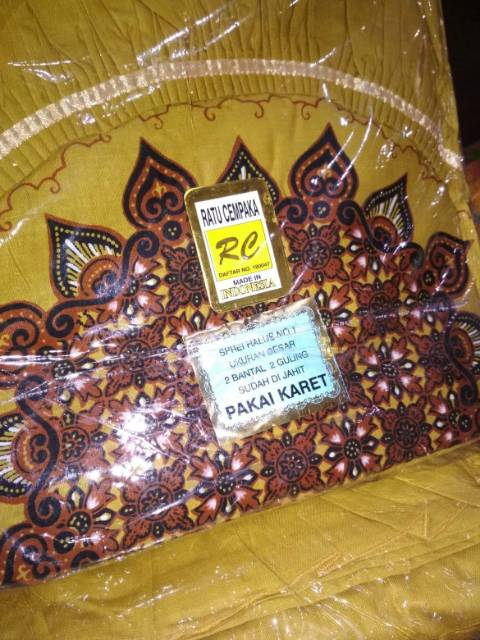 RATU CEMPAKA
RC
DAFTAR NO. 190047
MADE IN
INDONESIA
SPREI HALUS NO.1
UKURAN BESAR
2 BANTAL 2 GULING
SUDAH DI JAHIT
PAKAI KARET